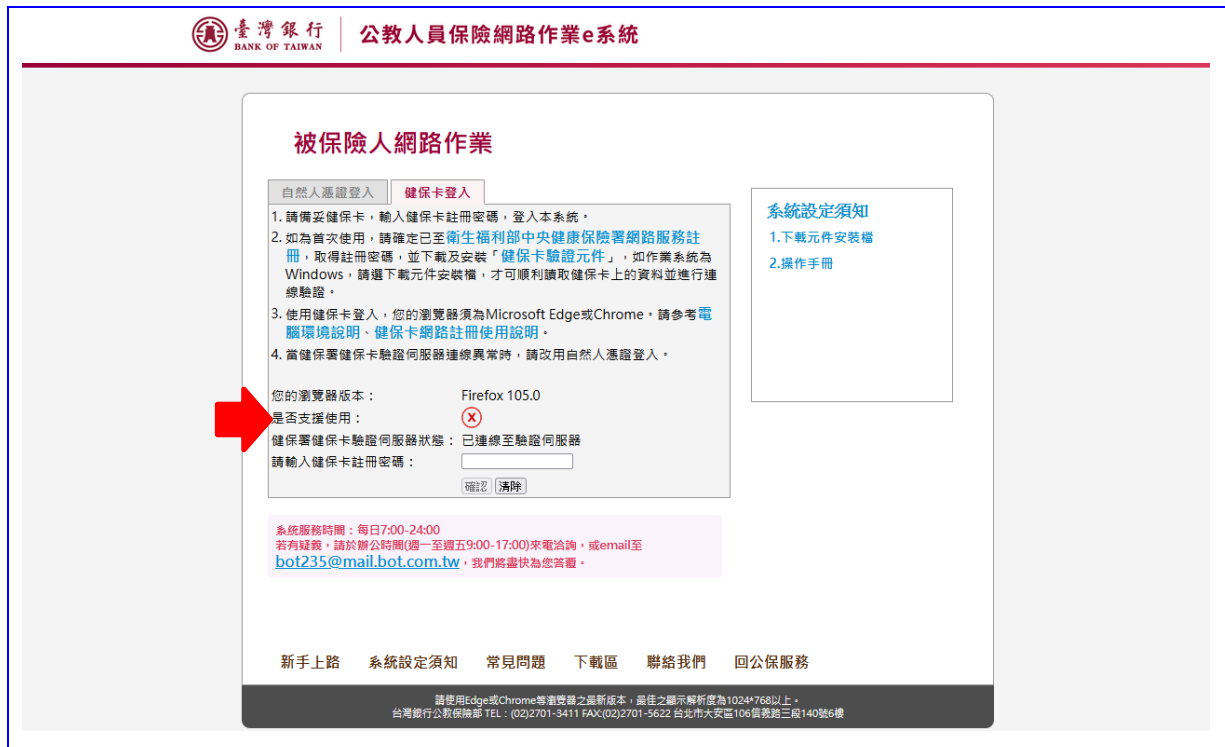 臺灣銀行
BANK OF TAIWAN
公教人員保險網路作業e系統
被保險人網路作業
自然人憑證登入
健保卡登入
1. 請備妥健保卡，輸入健保卡註冊密碼，登入本系統。
2. 如為首次使用，請確定已至衛生福利部中央健康保險署網路服務註
冊，取得註冊密碼，並下載及安裝「健保卡驗證元件」，如作業系統為
Windows，請選下載元件安裝檔，才可順利讀取健保卡上的資料並進行連
線驗證。
3. 使用健保卡登入，您的瀏覽器須為Microsoft Edge或Chrome。請參考電
腦環境說明、健保卡網路註冊使用說明。
4. 當健保署健保卡驗證伺服器連線異常時，請改用自然人憑證登入。
您的瀏覽器版本： Firefox 105.0
是否支援使用： X
健保署健保卡驗證伺服器狀態： 已連線至驗證伺服器
請輸入健保卡註冊密碼：
確認 清除
系統設定須知
1.下載元件安裝檔
2.操作手冊
系統服務時間：每日7:00-24:00
若有疑義，請於辦公時間(週一至週五9:00-17:00)來電洽詢，或email至
bot235@mail.bot.com.tw，我們將盡快為您答覆。
新手上路 系統設定須知 常見問題 下載區 聯絡我們 回公保服務
請使用Edge或Chrome等瀏覽器之最新版本，最佳之顯示解析度為1024*768以上。
台灣銀行公教保險部 TEL：(02)2701-3411 FAX:(02)2701-5622 台北市大安區106信義路三段140號6樓